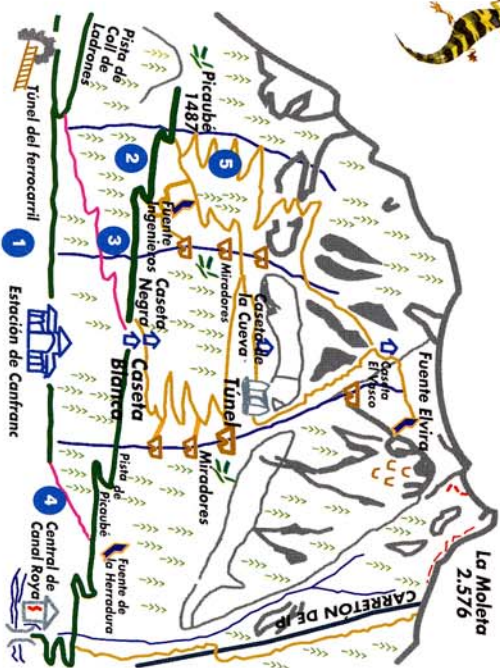 La Moleta
2.576
Fuente Elvira
Caseta
El Vasco
CARRETÓN DE IP
Caseta de
la Cueva
Túnel
Miradores
Miradores
Picaubé
1487
5
Fuente
Ingenieros
Caseta
Negra
Caseta
Blanca
Pista de
Picaubé
Fuente de
la Herradura
Pista de
Coll de
Ladrones
2
3
4
1
Túnel del ferrocarril
Estación de Canfranc
Central de
Canal Roya